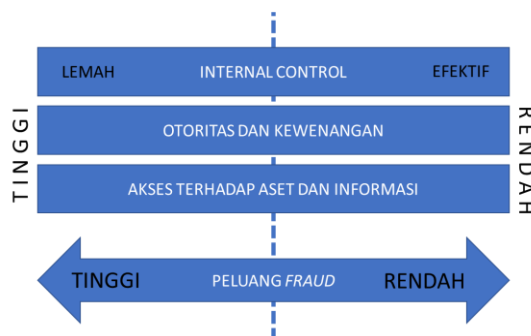 LEMAH INTERNAL CONTROL EFEKTIF
TINGGI
OTORITAS DAN KEWENANGAN
RENDAH
AKSES TERHADAP ASET DAN INFORMASI
TINGGI PELUANG FRAUD RENDAH